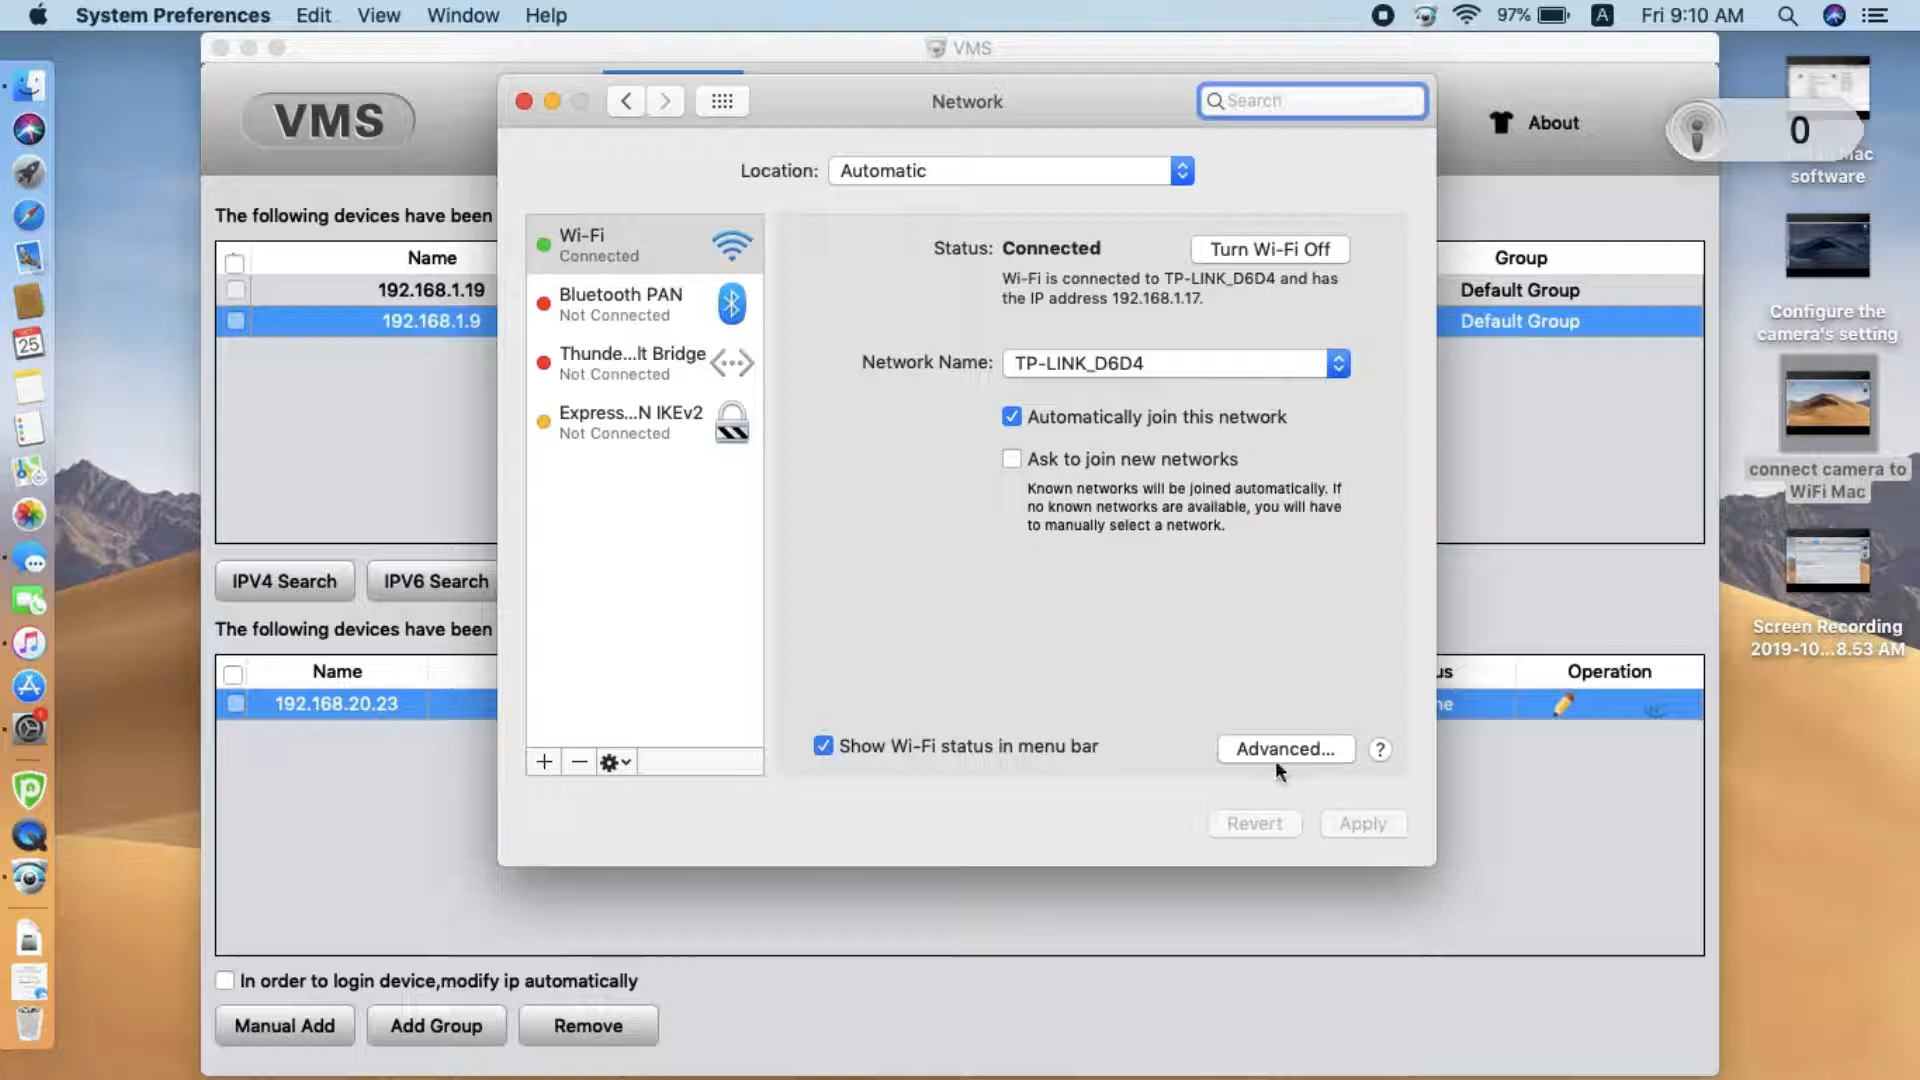 System Preferences Edit View Window Help
97% A Fri 9:10 AM
VMS
VMS
Network
Search
About
0
Mac
software
Location: Automatic
The following devices have been
Name
192.168.1.19
192.168.1.9
Group
Default Group
Default Group
Wi-Fi
Connected
Bluetooth PAN
Not Connected
Thunde...lt Bridge
Not Connected
Express...N IKEv2
Not Connected
Status: Connected
Turn Wi-Fi Off
Wi-Fi is connected to TP-LINK_D6D4 and has
the IP address 192.168.1.17.
Network Name: TP-LINK_D6D4
Automatically join this network
Ask to join new networks
Known networks will be joined automatically. If
no known networks are available, you will have
to manually select a network.
Show Wi-Fi status in menu bar
Advanced... ?
Revert Apply
OCT
25
Configure the
camera's setting
connect camera to
WiFi Mac
Screen Recording
2019-10...8.53 AM
IPV4 Search IPV6 Search
The following devices have been
Name
192.168.20.23
us Operation
ne
In order to login device,modify ip automatically
Manual Add Add Group Remove